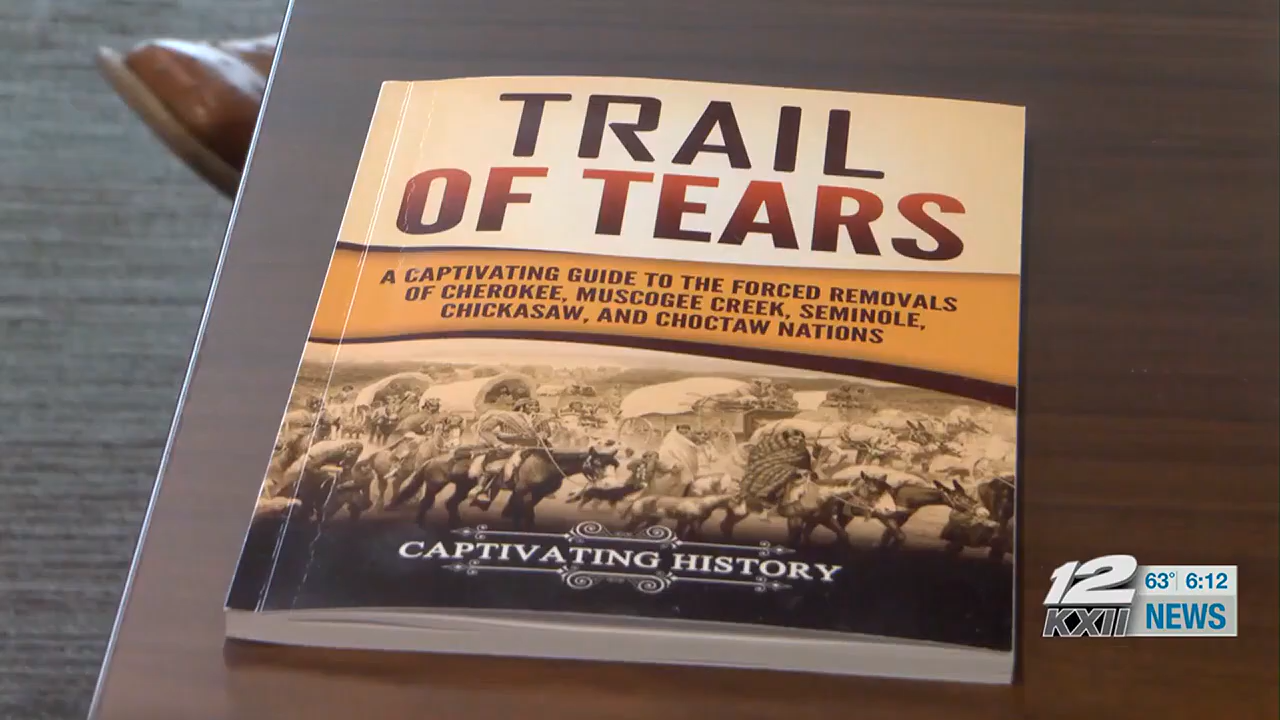 TRAIL
OF TEARS
A CAPTIVATING GUIDE TO THE FORCED REMOVALS
OF CHEROKEE, MUSCOGEE CREEK, SEMINOLE,
CHICKASAW, AND CHOCTAW NATIONS
CAPTIVATING HISTORY
12 63° 6:12
KXII NEWS